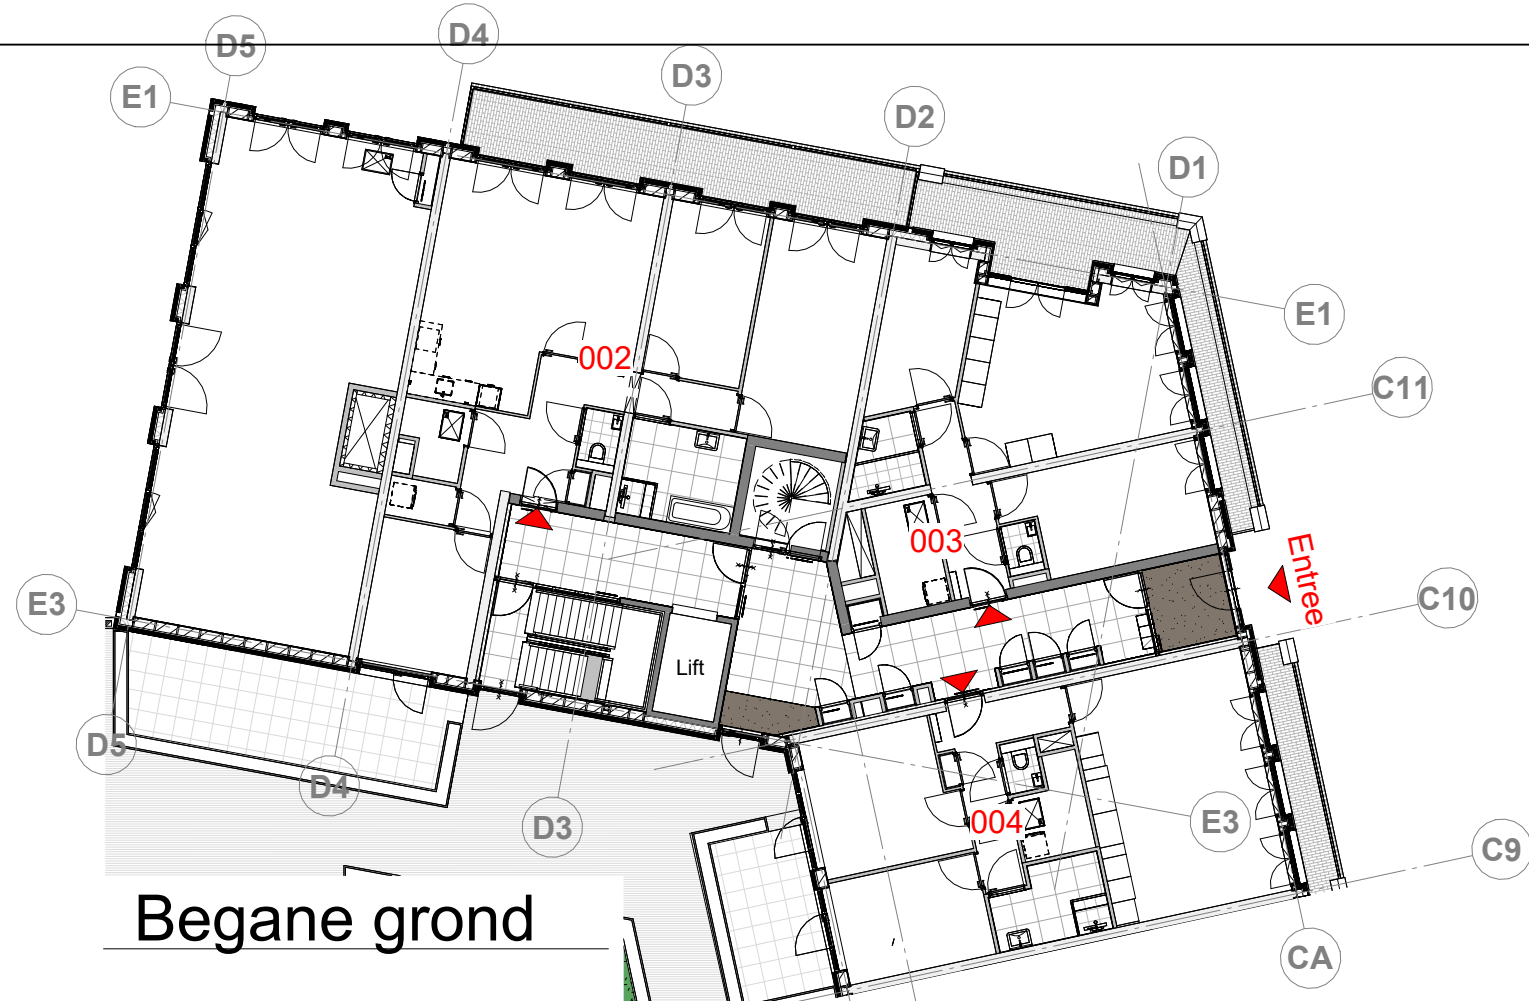 D5
D4
D3
E1
D2
D1
E1
002
C11
003
Entree
E3
C10
Lift
D5
D4
D3
004
E3
C9
Begane grond
CA